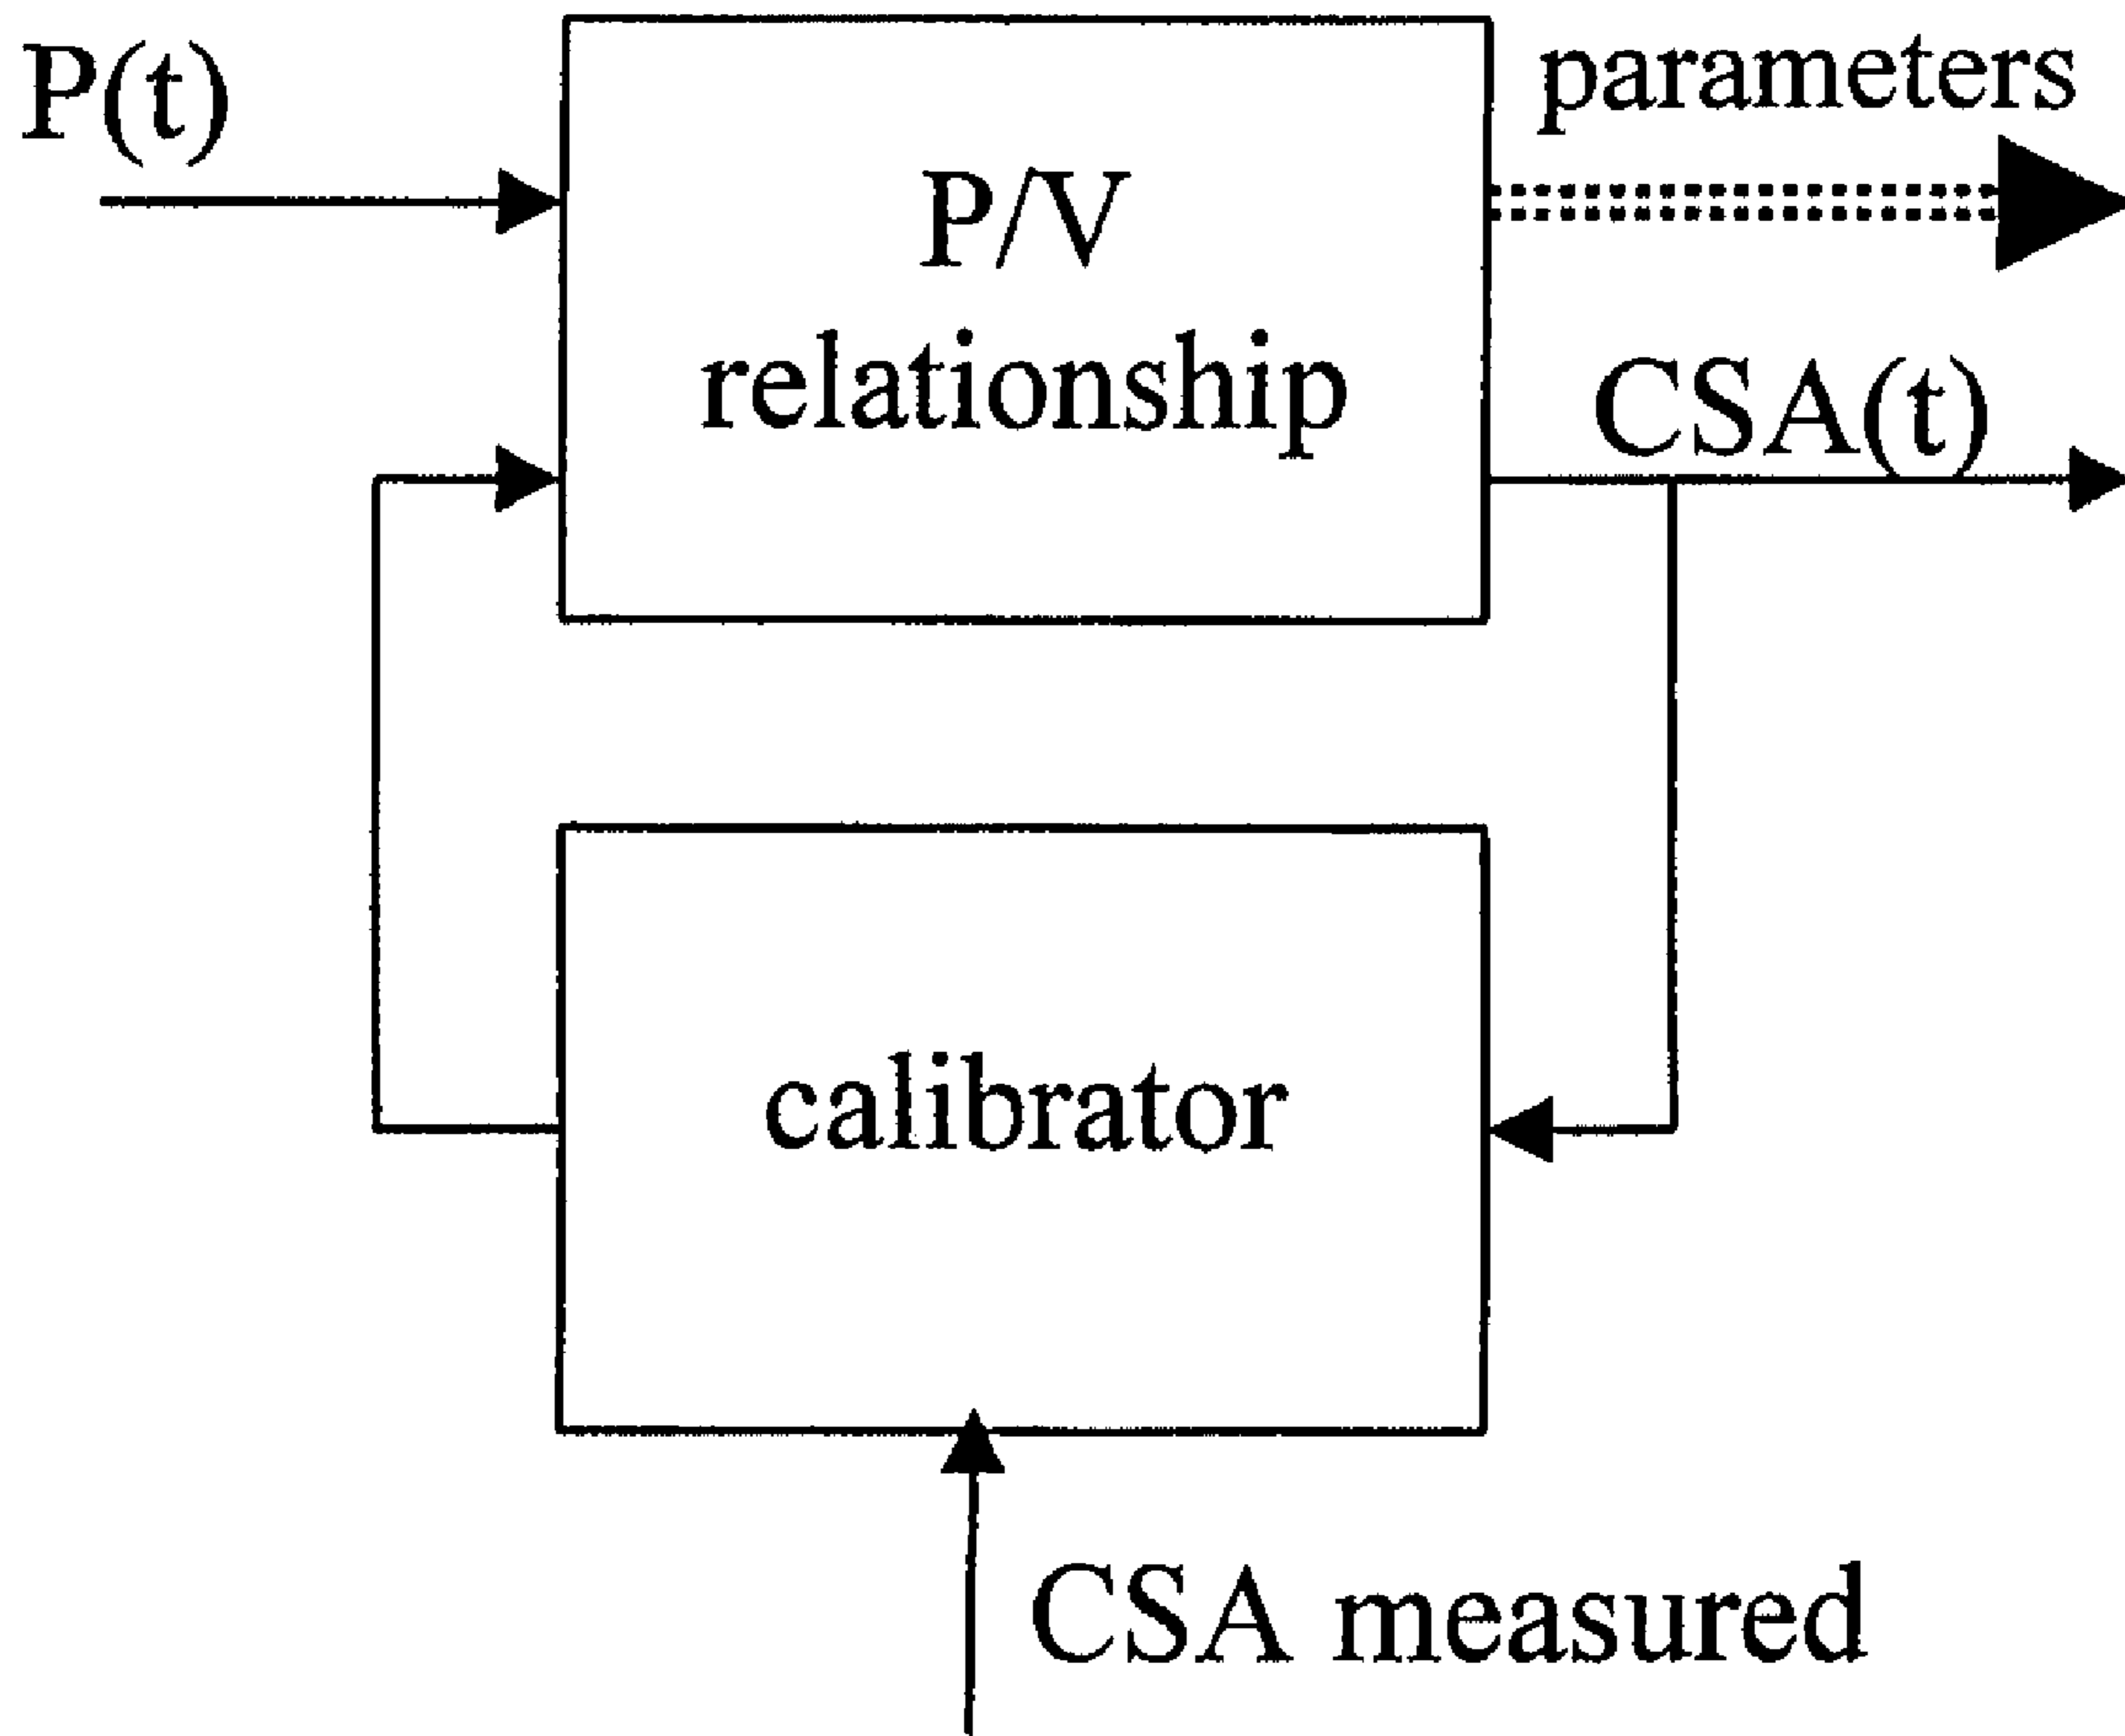 P(t)
parameters
P/V
relationship
CSA(t)
calibrator
CSA measured